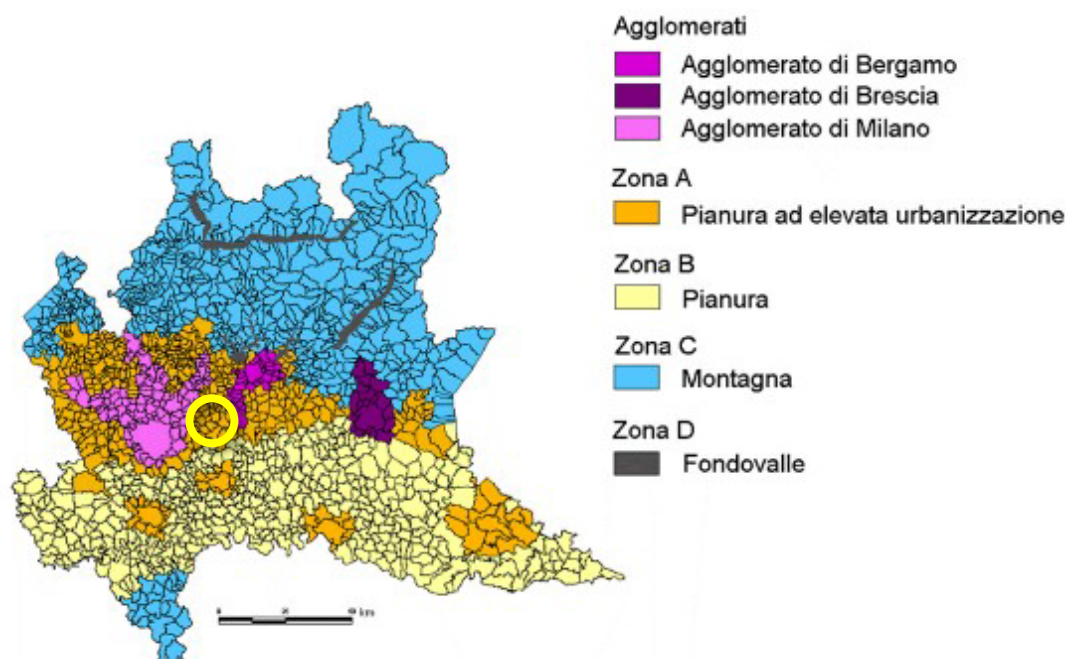 Agglomerati
Agglomerato di Bergamo
Agglomerato di Brescia
Agglomerato di Milano
Zona A
Pianura ad elevata urbanizzazione
Zona B
Pianura
Zona C
Montagna
Zona D
Fondovalle
km